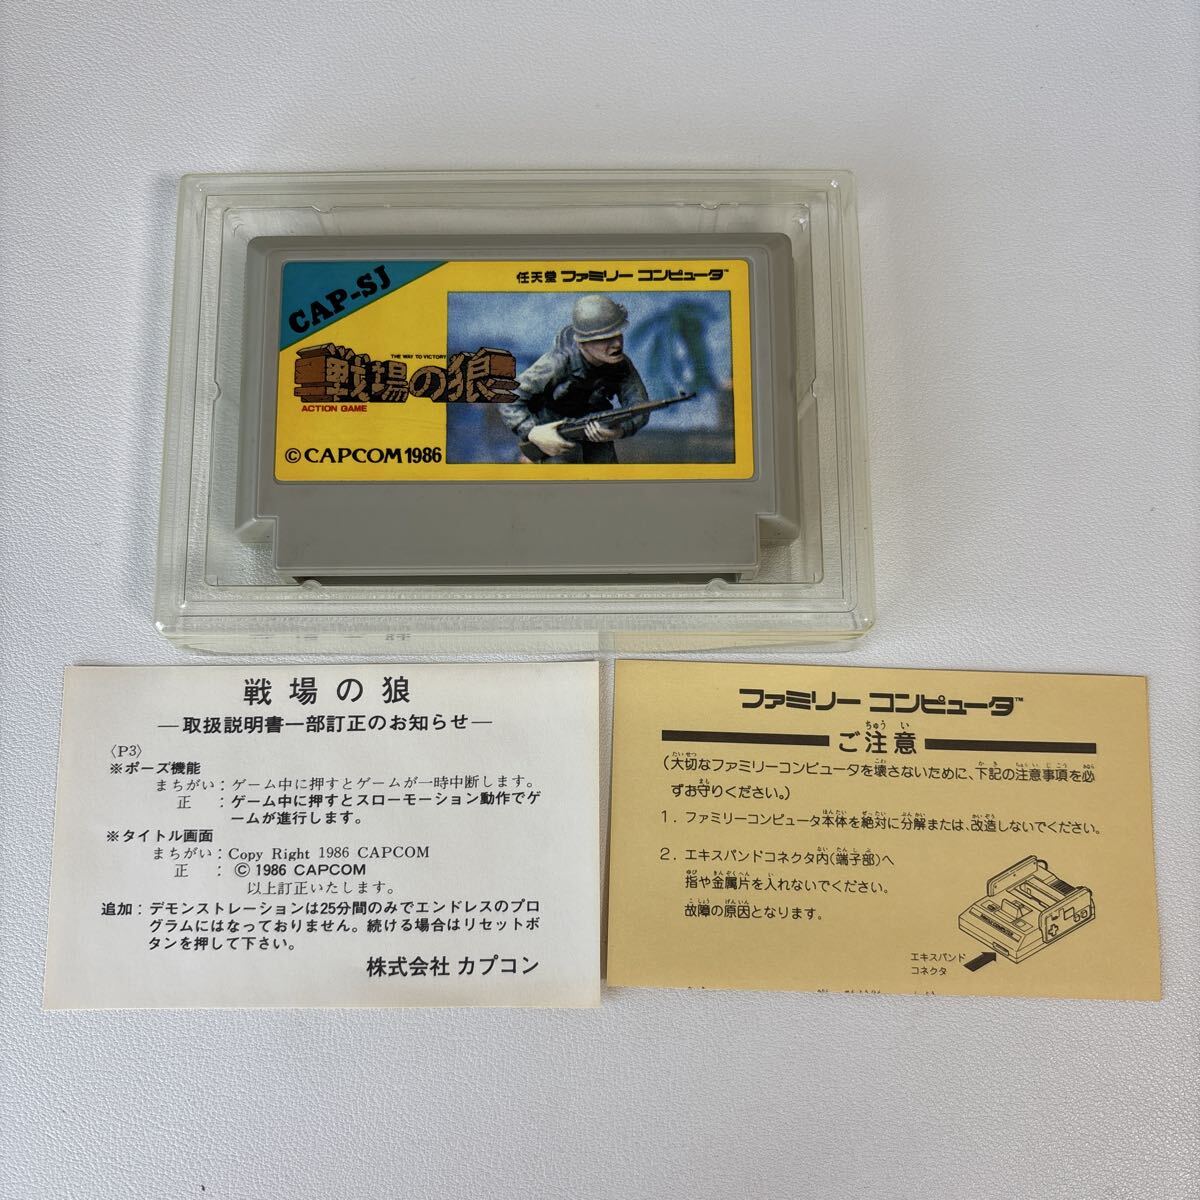 CAP-SJ
任天堂 ファミリー コンピュータ™
THE WAY TO VICTORY
戦場の狼
ACTION GAME
©CAPCOM 1986
戦場の狼
―取扱説明書一部訂正のお知らせ―
〈P3〉
※ポーズ機能
まちがい：ゲーム中に押すとゲームが一時中断します。
正　：ゲーム中に押すとスローモーション動作でゲ
ームが進行します。
※タイトル画面
まちがい：Copy Right 1986 CAPCOM
正　：© 1986 CAPCOM
以上訂正いたします。
追加：デモンストレーションは25分間のみでエンドレスのプロ
グラムにはなっておりません。続ける場合はリセットボ
タンを押して下さい。
株式会社 カプコン
ファミリー コンピュータ™
ちゅう い
ご注意
(大切なファミリーコンピュータを壊さないために、下記の注意事項を必
ずお守りください。)
1. ファミリーコンピュータ本体を絶対に分解または、改造しないでください。
2. エキスパンドコネクタ内(端子部)へ
指や金属片を入れないでください。
故障の原因となります。
エキスパンド
コネクタ